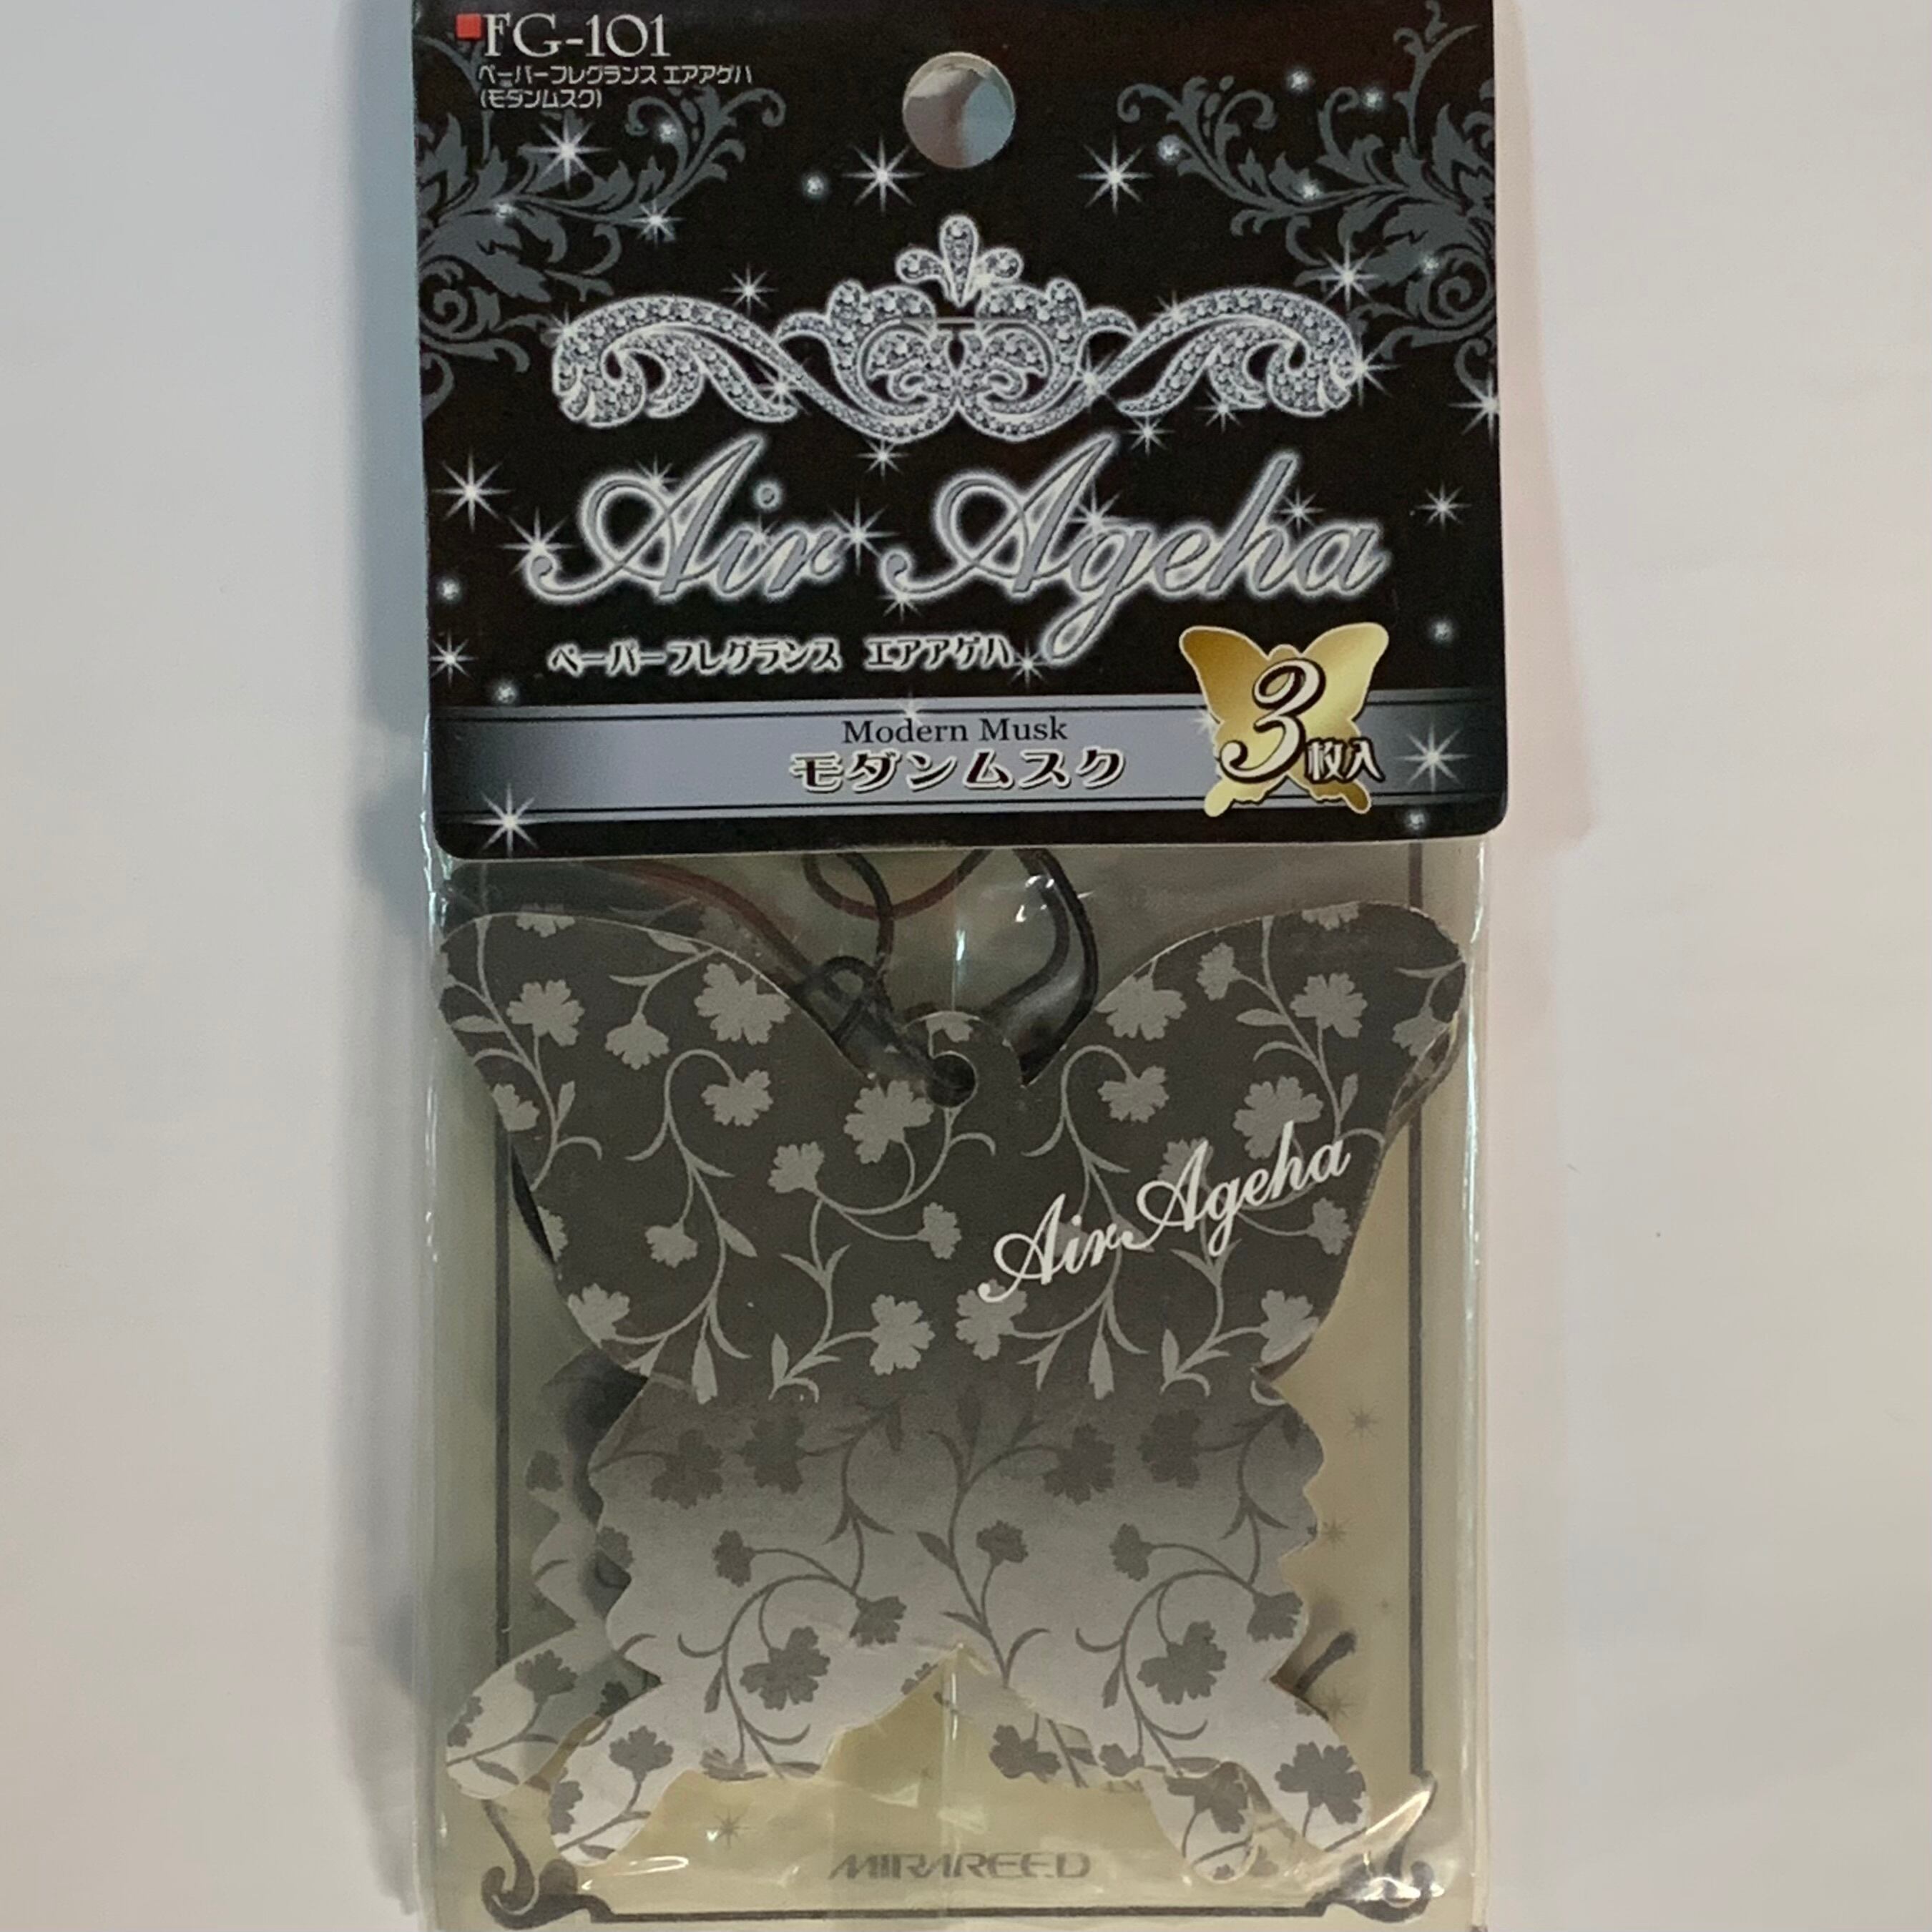 FG-101
ペーパーフレグランス エアアゲハ
(モダンムスク)
Air Ageha
ペーパーフレグランス エアアゲハ
Modern Musk
モダンムスク
3枚入
Air Ageha
MIRAREED